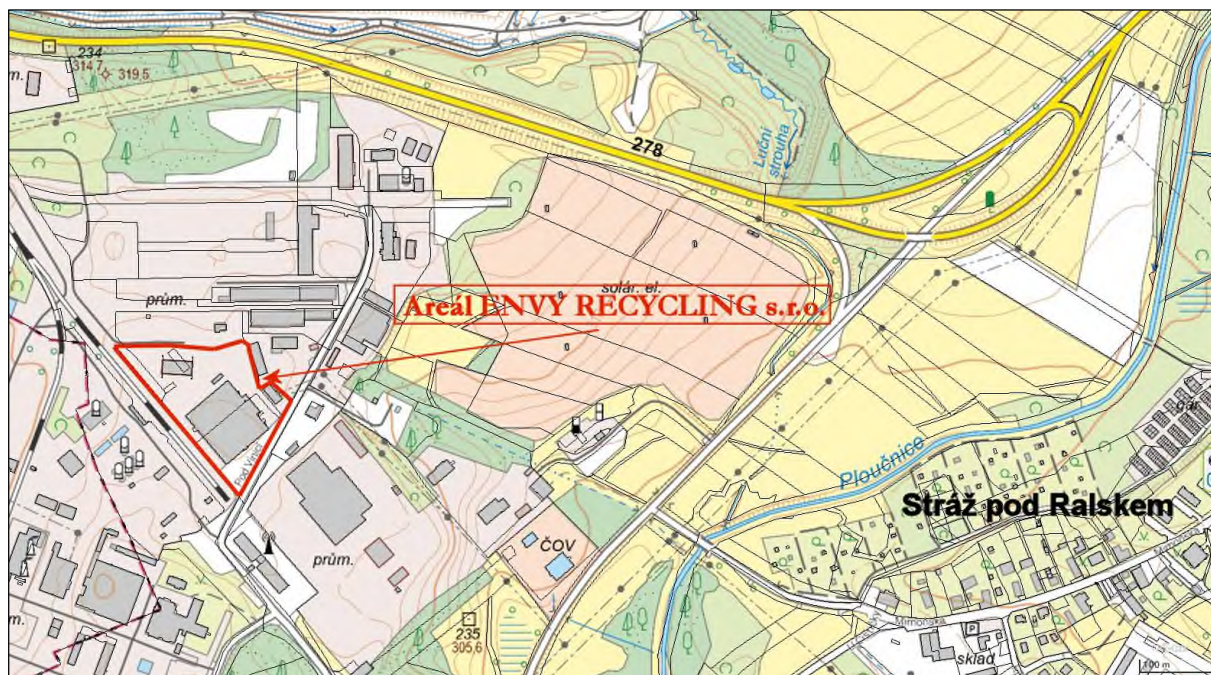 234
314.7
319.5
m.
278
Luční
strouha
solár. el.
prům.
Areál ENVY RECYCLING s.r.o.
Pod Vinicí
Ploučnice
gar.
Stráž pod Ralskem
ČOV
prům.
m.
235
305.6
Mimoňská
P
sklad
100 m